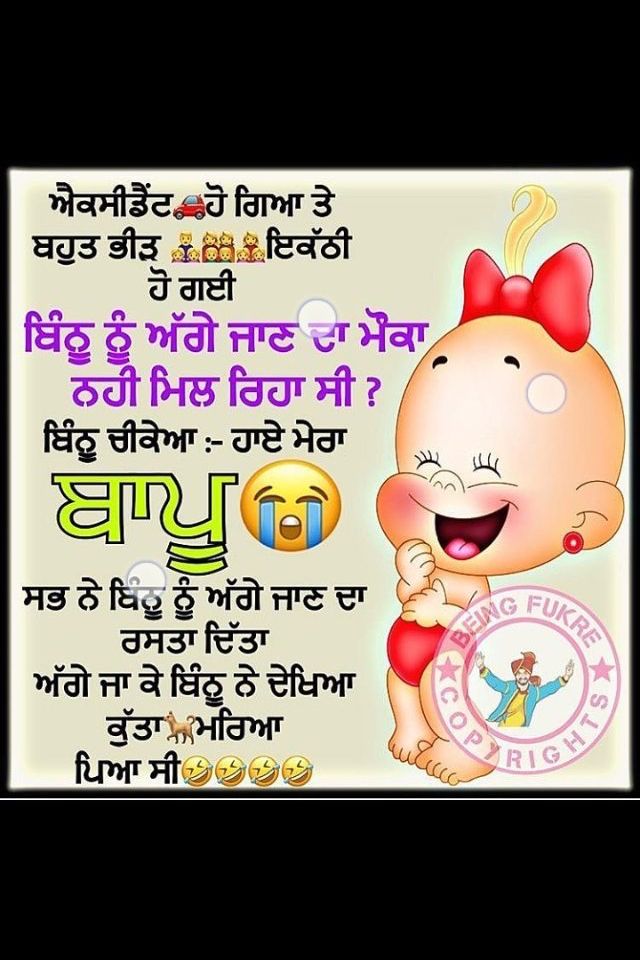 ਐਕਸੀਡੈਂਟ🚗ਹੋ ਗਿਆ ਤੇ
ਬਹੁਤ ਭੀੜ 👫👨‍👩‍👧‍👧👨‍👩‍👧‍👧ਇਕੱਠੀ
ਹੋ ਗਈ
ਬਿੰਨੂ ਨੂੰ ਅੱਗੇ ਜਾਣ ਦਾ ਮੌਕਾ
ਨਹੀ ਮਿਲ ਰਿਹਾ ਸੀ ?
ਬਿੰਨੂ ਚੀਕੇਆ :- ਹਾਏ ਮੇਰਾ
ਬਾਪੂ😭
ਸਭ ਨੇ ਬਿੰਨੂ ਨੂੰ ਅੱਗੇ ਜਾਣ ਦਾ
ਰਸਤਾ ਦਿੱਤਾ
ਅੱਗੇ ਜਾ ਕੇ ਬਿੰਨੂ ਨੇ ਦੇਖਿਆ
ਕੁੱਤਾ🐕ਮਰਿਆ
ਪਿਆ ਸੀ🤣🤣🤣🤣
BEING FUKRE
COPYRIGHTS